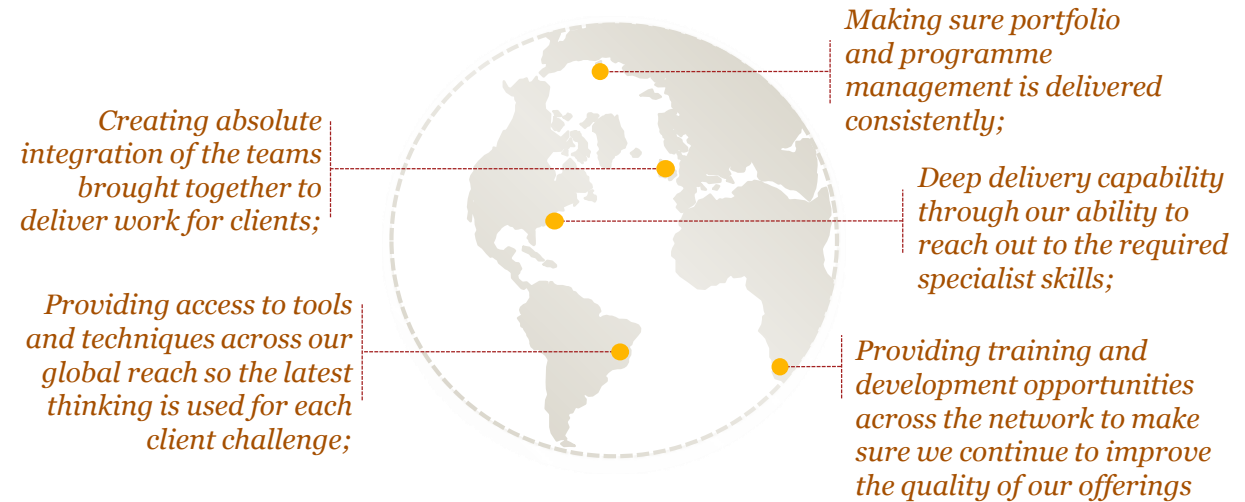 Making sure portfolio
and programme
management is delivered
consistently;
Creating absolute
integration of the teams
brought together to
deliver work for clients;
Deep delivery capability
through our ability to
reach out to the required
specialist skills;
Providing access to tools
and techniques across our
global reach so the latest
thinking is used for each
client challenge;
Providing training and
development opportunities
across the network to make
sure we continue to improve
the quality of our offerings